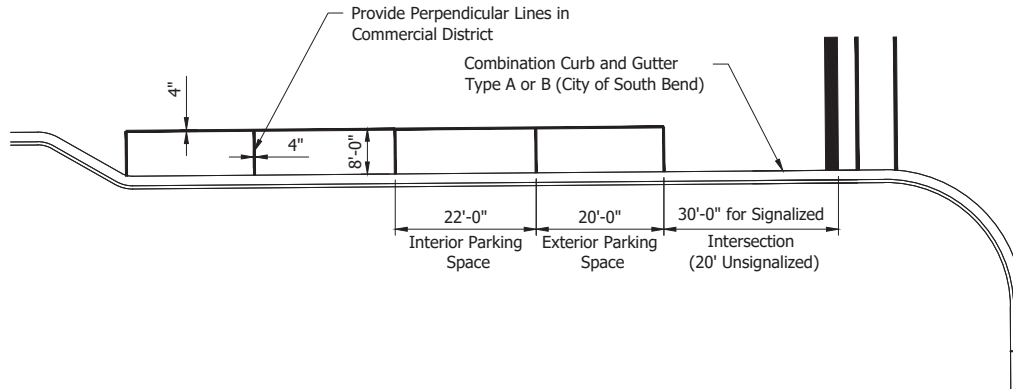 Provide Perpendicular Lines in
Commercial District
Combination Curb and Gutter
Type A or B (City of South Bend)
4"
4"
8'-0"
22'-0"
Interior Parking
Space
20'-0"
Exterior Parking
Space
30'-0" for Signalized
Intersection
(20' Unsignalized)